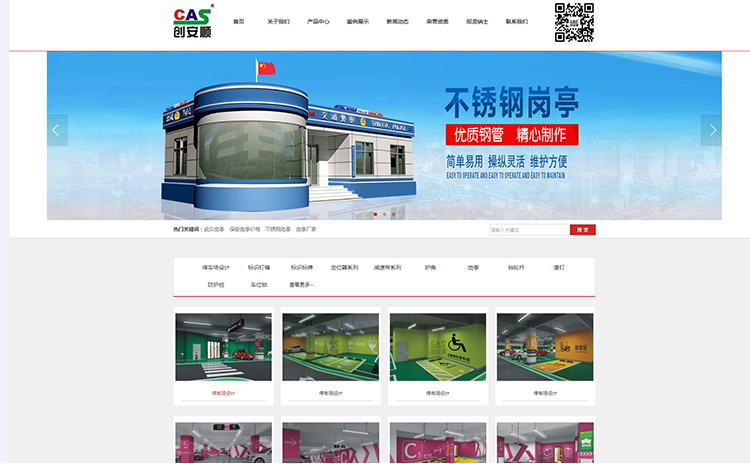 CAS
创安顺
首页 关于我们 产品中心 案例展示 新闻动态 荣誉资质 招贤纳士 联系我们
不锈钢岗亭
优质钢管 精心制作
简单易用 操纵灵活 维护方便
EASY TO OPERATE AND EASY TO OPERATE AND EASY TO MAINTAIN
交通警察
热门关键词： 武汉岗亭 保安岗亭价格 不锈钢岗亭 岗亭厂家
请输入关键字
搜 索
停车场设计 标识灯箱 标识标牌 定位器系列 减速带系列 护角 岗亭 挡轮杆 道钉
防护柱 车位锁 查看更多
停车场设计 停车场设计 停车场设计 停车场设计